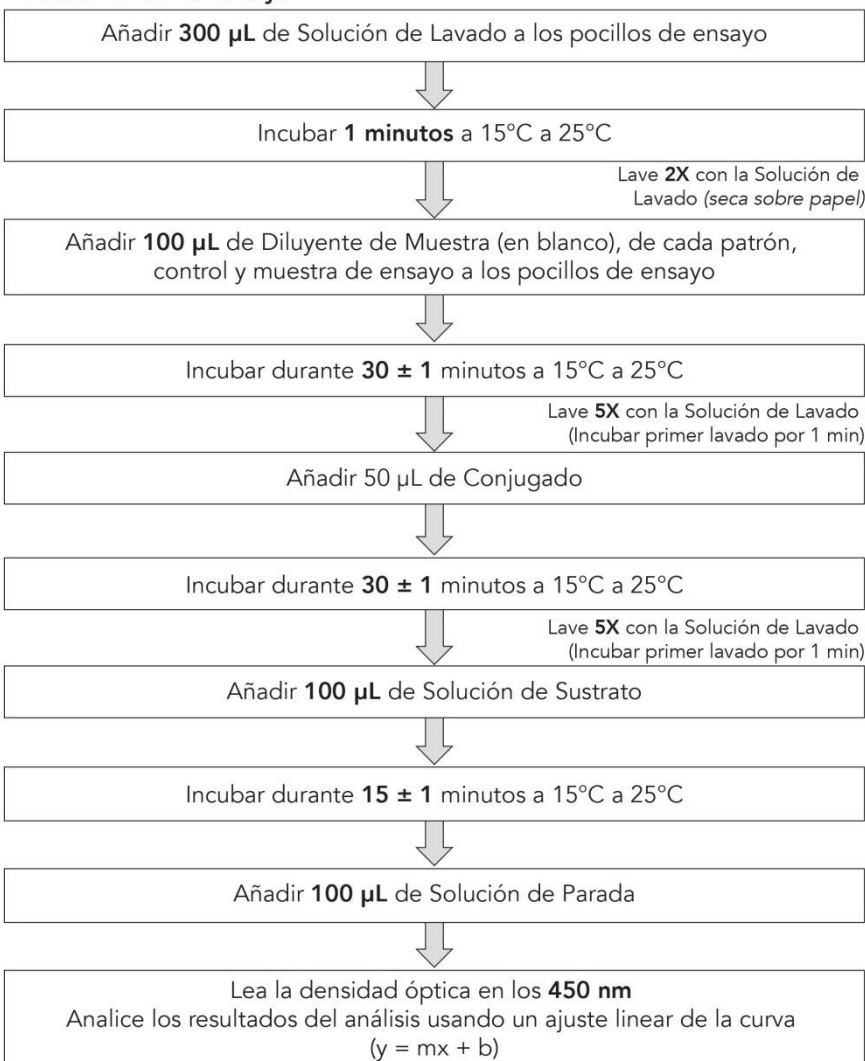 Añadir 300 µL de Solución de Lavado a los pocillos de ensayo
Incubar 1 minutos a 15°C a 25°C
Lave 2X con la Solución de
Lavado (seca sobre papel)
Añadir 100 µL de Diluyente de Muestra (en blanco), de cada patrón,
control y muestra de ensayo a los pocillos de ensayo
Incubar durante 30 ± 1 minutos a 15°C a 25°C
Lave 5X con la Solución de Lavado
(Incubar primer lavado por 1 min)
Añadir 50 µL de Conjugado
Incubar durante 30 ± 1 minutos a 15°C a 25°C
Lave 5X con la Solución de Lavado
(Incubar primer lavado por 1 min)
Añadir 100 µL de Solución de Sustrato
Incubar durante 15 ± 1 minutos a 15°C a 25°C
Añadir 100 µL de Solución de Parada
Lea la densidad óptica en los 450 nm
Analice los resultados del análisis usando un ajuste linear de la curva
(y = mx + b)